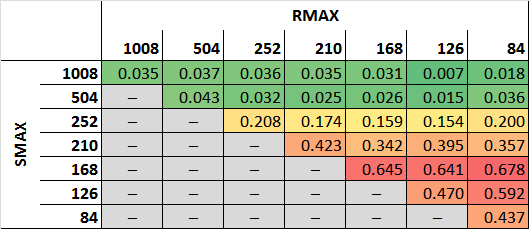 RMAX
1008 504 252 210 168 126 84
SMAX
1008 0.035 0.037 0.036 0.035 0.031 0.007 0.018
504 – 0.043 0.032 0.025 0.026 0.015 0.036
252 – – 0.208 0.174 0.159 0.154 0.200
210 – – – 0.423 0.342 0.395 0.357
168 – – – – 0.645 0.641 0.678
126 – – – – – 0.470 0.592
84 – – – – – – 0.437